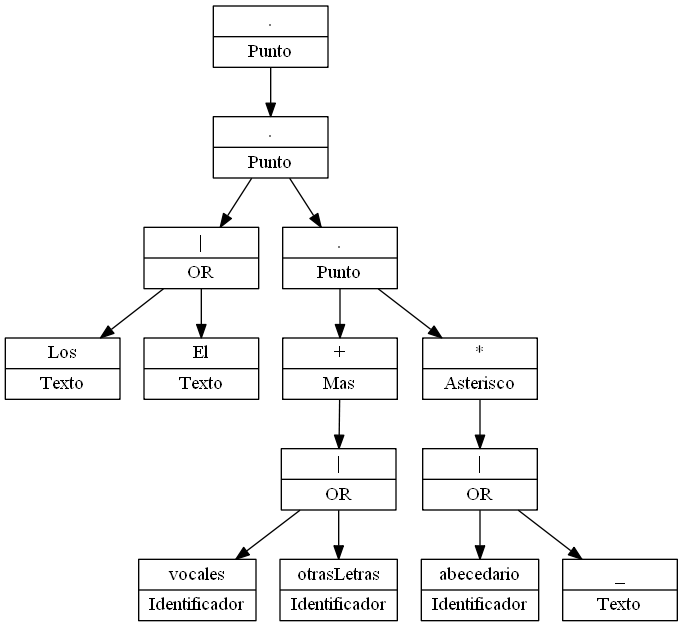 .
Punto
.
Punto
| .
OR Punto
Los El + *
Texto Texto Mas Asterisco
| |
OR OR
vocales otrasLetras abecedario _
Identificador Identificador Identificador Texto